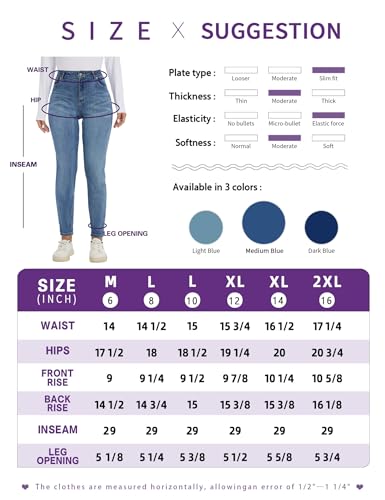 SIZE X SUGGESTION
WAIST
HIP
INSEAM
LEG OPENING
Plate type :
Looser
Moderate
Slim fit
Thickness :
Thin
Moderate
Thick
Elasticity :
No bullets
Micro-bullet
Elastic force
Softness :
Normal
Moderate
Soft
Available in 3 colors :
Light Blue
Medium Blue
Dark Blue
SIZE M L L XL XL 2XL
(INCH) 6 8 10 12 14 16
WAIST 14 14 1/2 15 15 3/4 16 1/2 17 1/4
HIPS 17 1/2 18 18 1/2 19 1/4 20 20 3/4
FRONT
RISE 9 9 1/4 9 1/2 9 7/8 10 1/4 10 5/8
BACK
RISE 14 1/2 14 3/4 15 15 3/8 15 3/4 16 1/8
INSEAM 29 29 29 29 29 29
LEG
OPENING 5 1/8 5 1/4 5 3/8 5 1/2 5 5/8 5 3/4
The clothes are measured horizontally, allowingan error of 1/2"—1 1/4"